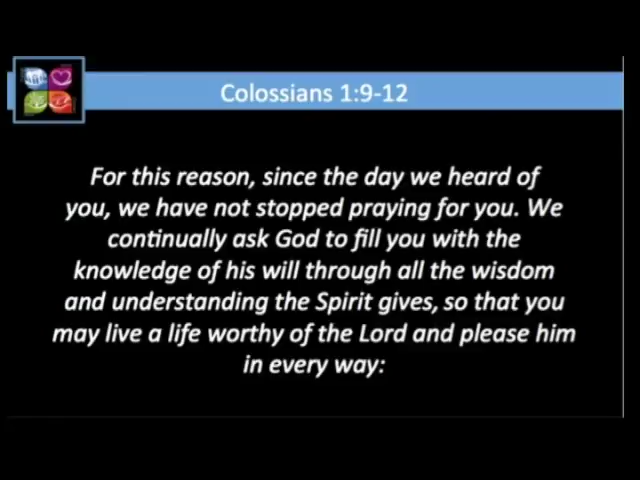 Colossians 1:9-12
For this reason, since the day we heard of
you, we have not stopped praying for you. We
continually ask God to fill you with the
knowledge of his will through all the wisdom
and understanding the Spirit gives, so that you
may live a life worthy of the Lord and please him
in every way: